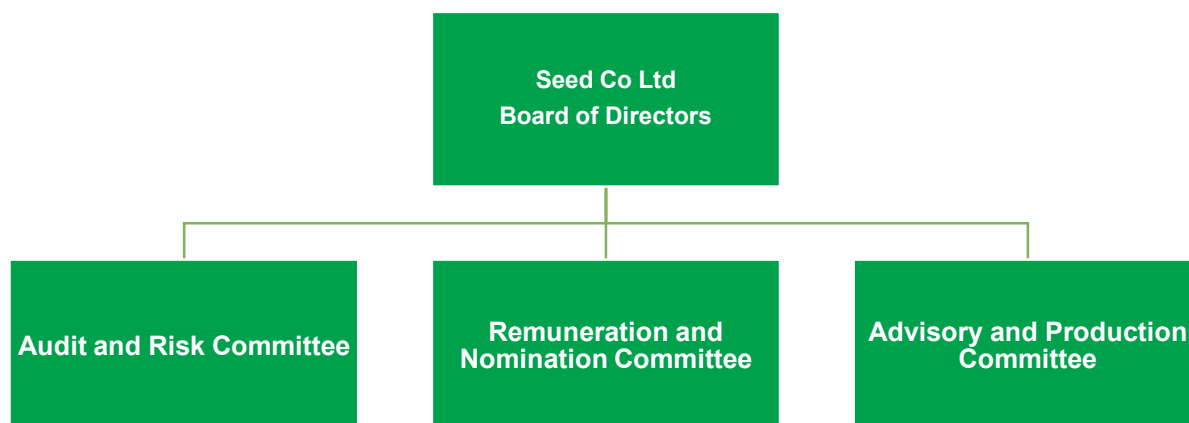 Seed Co Ltd
Board of Directors
Audit and Risk Committee
Remuneration and
Nomination Committee
Advisory and Production
Committee